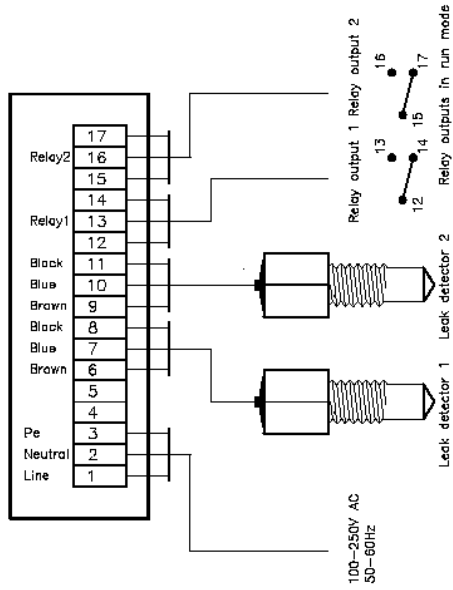 17
Relay2 16
15
14
Relay1 13
12
Black 11
Blue 10
Brown 9
Black 8
Blue 7
Brown 6
5
4
Pe 3
Neutral 2
Line 1
100-250V AC
50-60Hz
Leak detector 1
Leak detector 2
Relay output 1
13
12
14
Relay output 2
16
15
17
Relay outputs in run mode